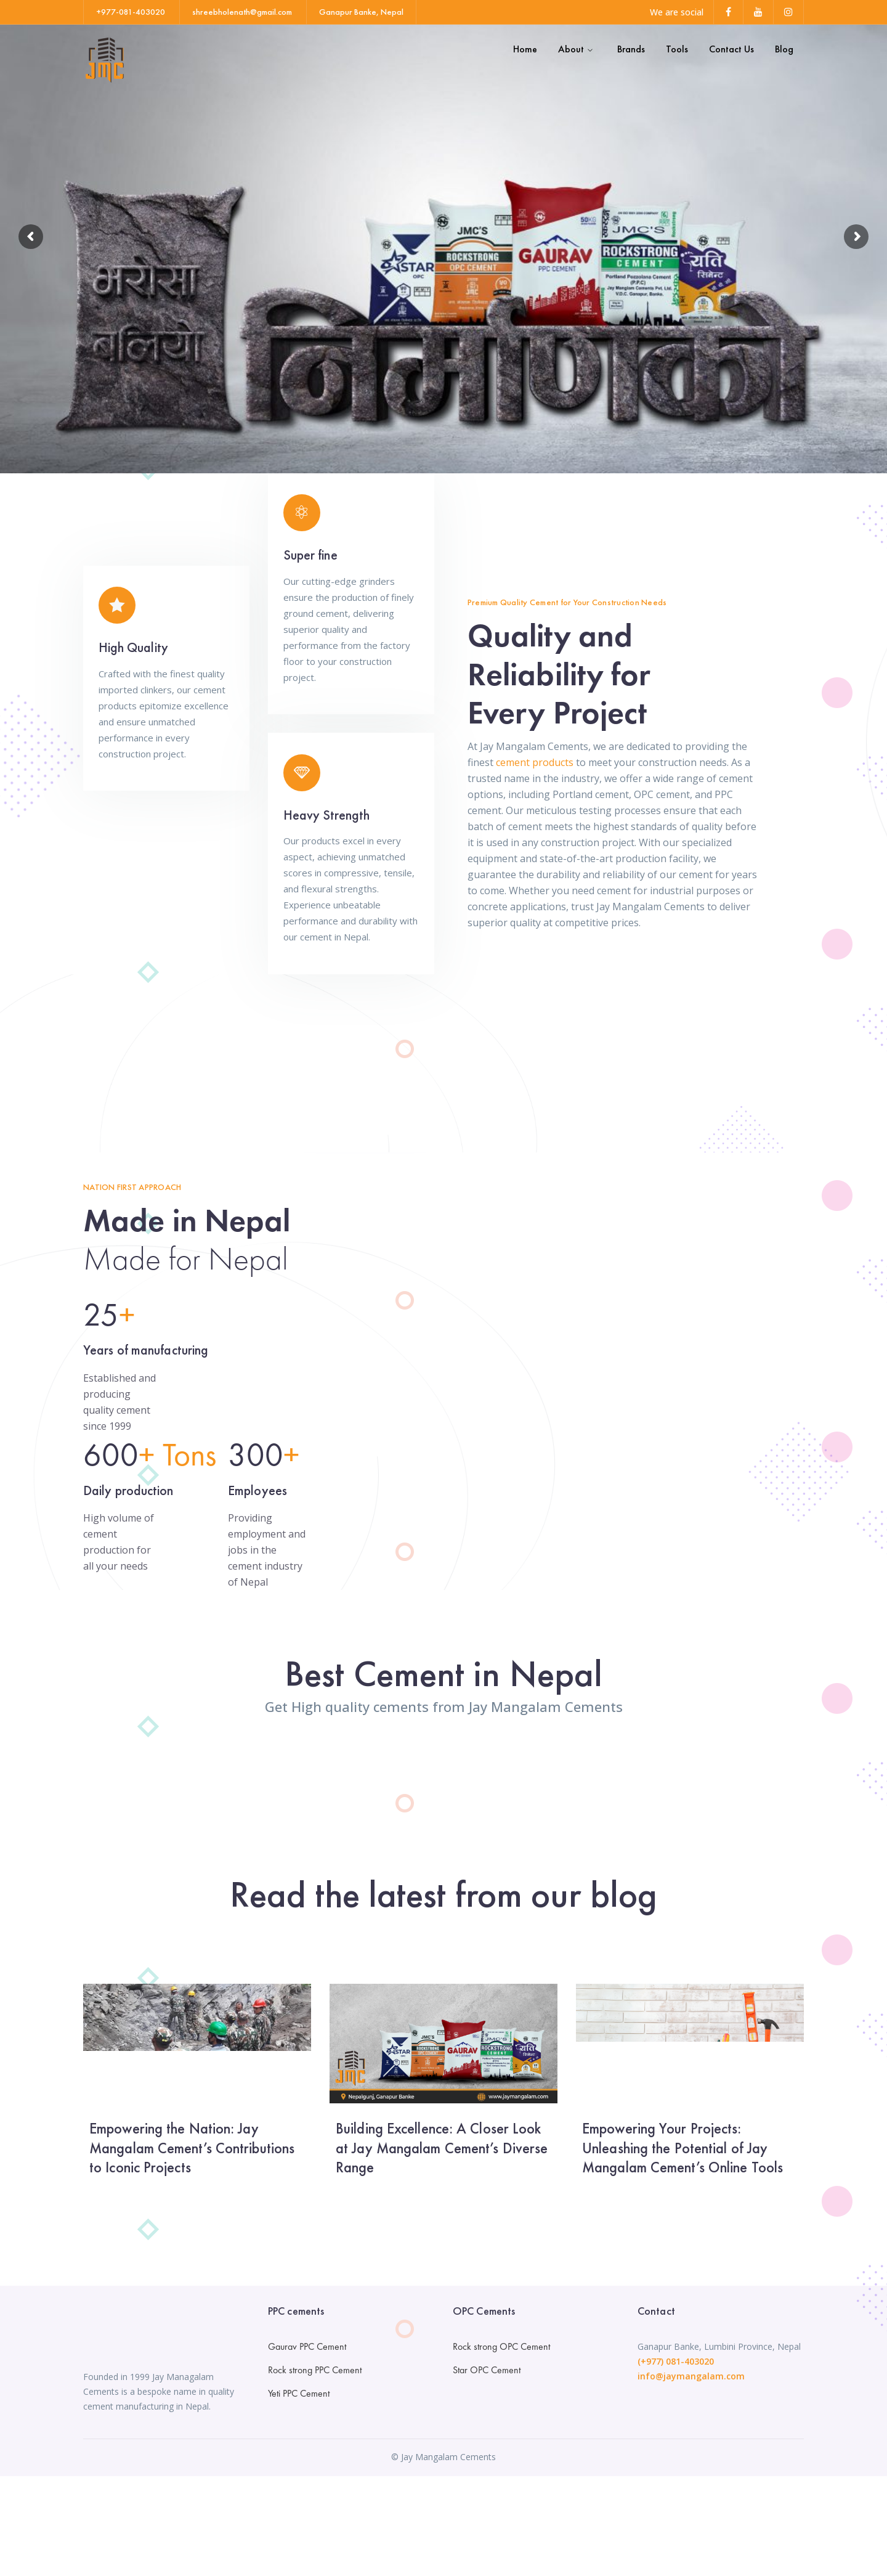 +977-081-403020
shreebholenath@gmail.com
Ganapur Banke, Nepal
We are social
JMC
Home
About
Brands
Tools
Contact Us
Blog
भरोसा
बलियो
निर्माणको
STAR
OPC
JMC'S
ROCKSTRONG
OPC CEMENT
GAURAV
PPC CEMENT
50KG
JMC'S
ROCKSTRONG
CEMENT
Portland Pozzolana Cement
(P.P.C)
यति
सिमेन्ट
High Quality
Crafted with the finest quality
imported clinkers, our cement
products epitomize excellence
and ensure unmatched
performance in every
construction project.
Super fine
Our cutting-edge grinders
ensure the production of finely
ground cement, delivering
superior quality and
performance from the factory
floor to your construction
project.
Heavy Strength
Our products excel in every
aspect, achieving unmatched
scores in compressive, tensile,
and flexural strengths.
Experience unbeatable
performance and durability with
our cement in Nepal.
Premium Quality Cement for Your Construction Needs
Quality and
Reliability for
Every Project
At Jay Mangalam Cements, we are dedicated to providing the
finest cement products to meet your construction needs. As a
trusted name in the industry, we offer a wide range of cement
options, including Portland cement, OPC cement, and PPC
cement. Our meticulous testing processes ensure that each
batch of cement meets the highest standards of quality before
it is used in any construction project. With our specialized
equipment and state-of-the-art production facility, we
guarantee the durability and reliability of our cement for years
to come. Whether you need cement for industrial purposes or
concrete applications, trust Jay Mangalam Cements to deliver
superior quality at competitive prices.
NATION FIRST APPROACH
Made in Nepal
Made for Nepal
25+
Years of manufacturing
Established and
producing
quality cement
since 1999
600+ Tons
Daily production
High volume of
cement
production for
all your needs
300+
Employees
Providing
employment and
jobs in the
cement industry
of Nepal
Best Cement in Nepal
Get High quality cements from Jay Mangalam Cements
Read the latest from our blog
JMC
STAR
ROCKSTRONG
GAURAV
ROCKSTRONG
यति
Nepalgunj, Ganapur Banke
www.jaymangalam.com
Empowering the Nation: Jay
Mangalam Cement’s Contributions
to Iconic Projects
Building Excellence: A Closer Look
at Jay Mangalam Cement’s Diverse
Range
Empowering Your Projects:
Unleashing the Potential of Jay
Mangalam Cement’s Online Tools
Founded in 1999 Jay Managalam
Cements is a bespoke name in quality
cement manufacturing in Nepal.
PPC cements
Gaurav PPC Cement
Rock strong PPC Cement
Yeti PPC Cement
OPC Cements
Rock strong OPC Cement
Star OPC Cement
Contact
Ganapur Banke, Lumbini Province, Nepal
(+977) 081-403020
info@jaymangalam.com
© Jay Mangalam Cements